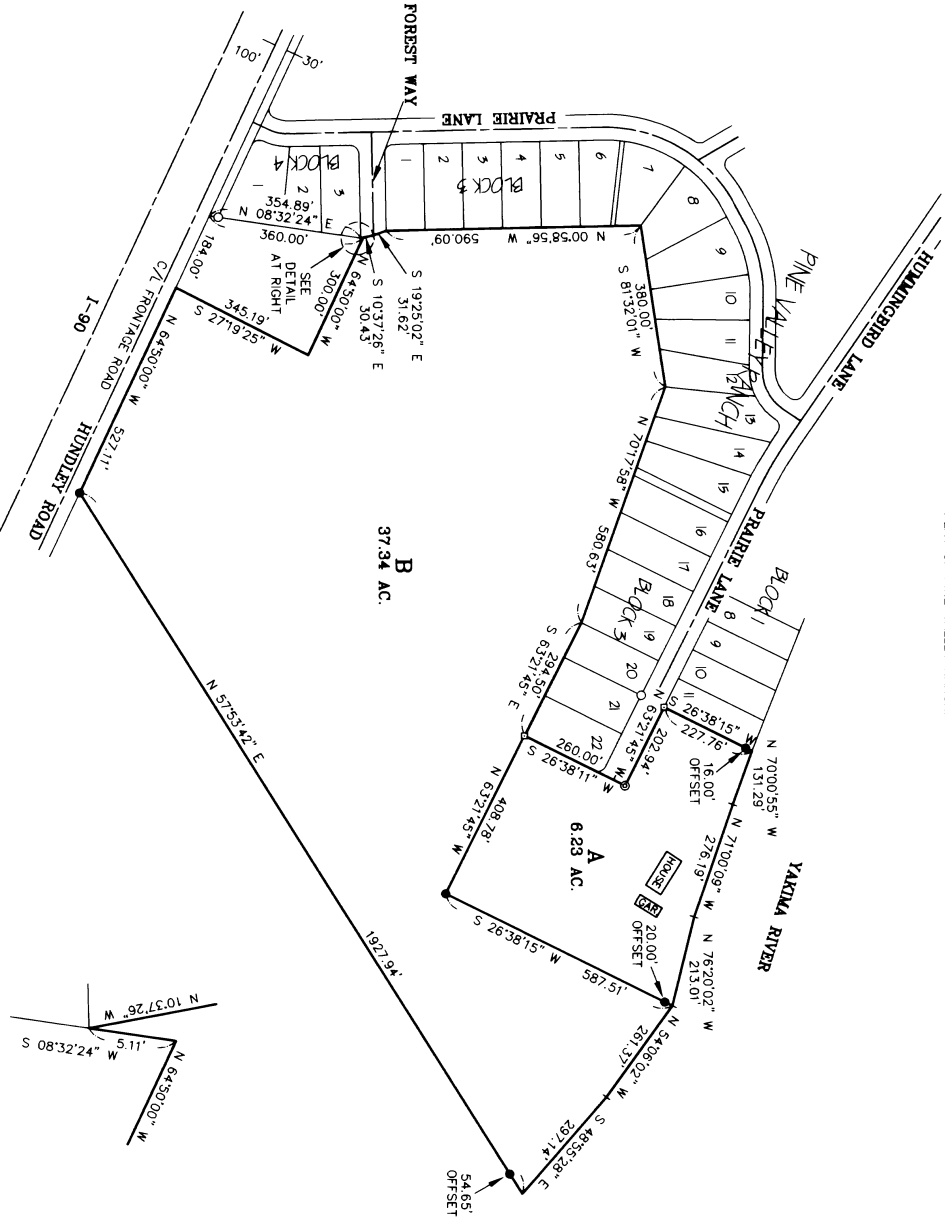 FOREST WAY
100'
30'
PRAIRIE LANE
BLOCK 4
1
2
3
354.89'
N 08°32'24" E
360.00'
1
2
3
4
5
6
BLOCK 3
7
8
9
10
11
12
13
14
15
16
17
18
19
20
21
22
BLOCK 3
PINE VALLEY RANCH
HUMMINGBIRD LANE
PRAIRIE LANE
BLOCK 1
8
9
10
11
N 00°58'56" W
590.09'
S 81°32'01" W
380.00'
N 70°17'58" W
580.63'
S 19°25'02" E
31.62'
S 10°37'26" E
30.43'
N 64°50'00" W
300.00'
SEE
DETAIL
AT RIGHT
184.00'
345.19'
S 27°19'25" W
C/L FRONTAGE ROAD
I-90
N 64°50'00" W
527.11'
HUNDLEY ROAD
B
37.34 AC.
294.50'
S 63°21'45" E
260.00'
S 26°38'11" W
N 63°21'45" W
202.94'
S 26°38'15" W
227.76'
16.00'
OFFSET
N 70°00'55" W
131.29'
N 71°00'09" W
276.19'
YAKIMA RIVER
N 76°20'02" W
213.01'
A
6.23 AC.
HOUSE
GAR
20.00'
OFFSET
N 63°21'45" W
408.78'
S 26°38'15" W
587.51'
N 54°06'02" W
261.37'
S 48°55'28" E
297.14'
N 57°53'42" E
1927.94'
54.65'
OFFSET
N 10°37'26" W
S 08°32'24" W
5.11'
N 64°50'00" W